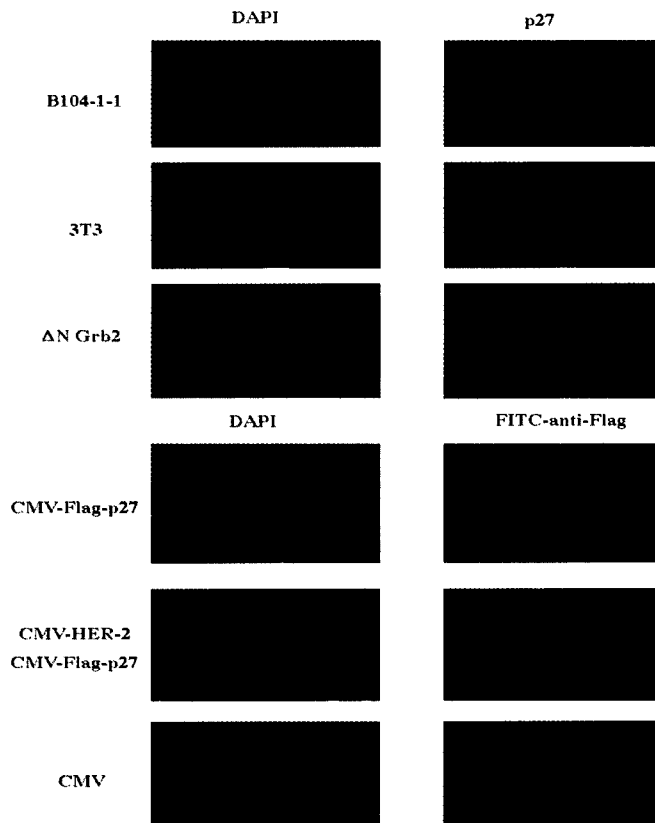 DAPI p27
B104-1-1
3T3
ΔN Grb2
DAPI FITC-anti-Flag
CMV-Flag-p27
CMV-HER-2
CMV-Flag-p27
CMV